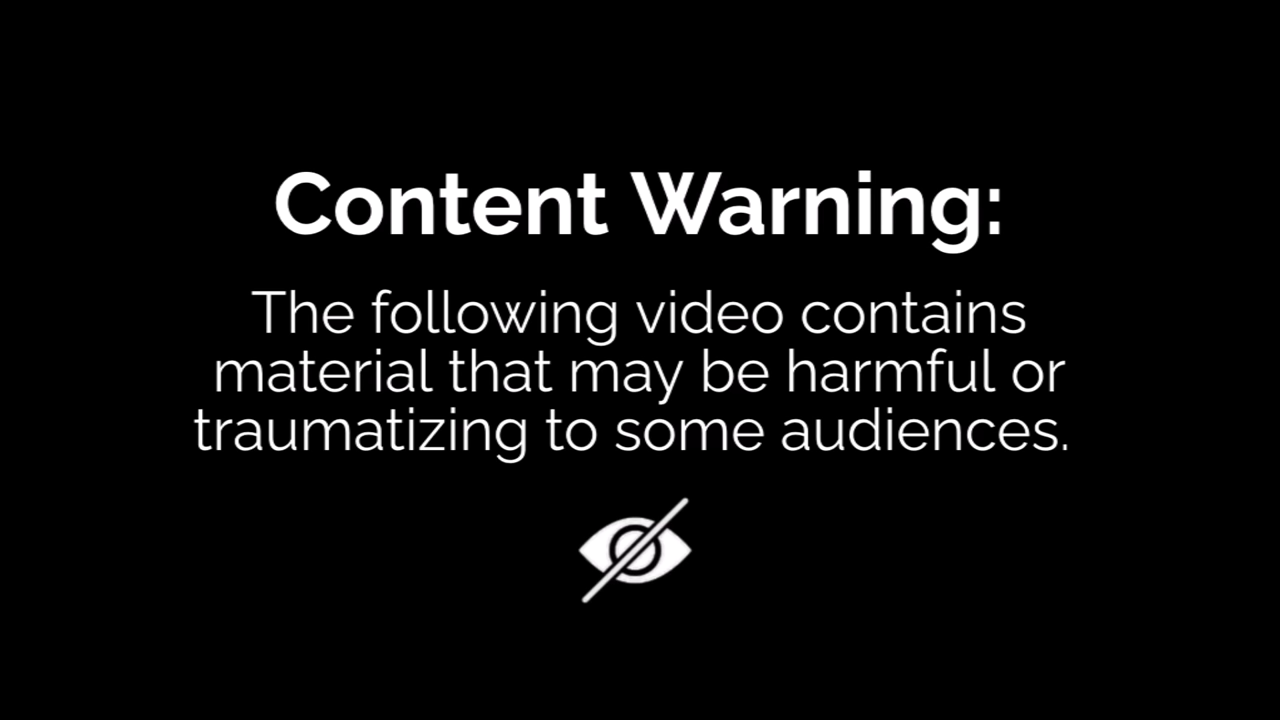 Content Warning:
The following video contains
material that may be harmful or
traumatizing to some audiences.